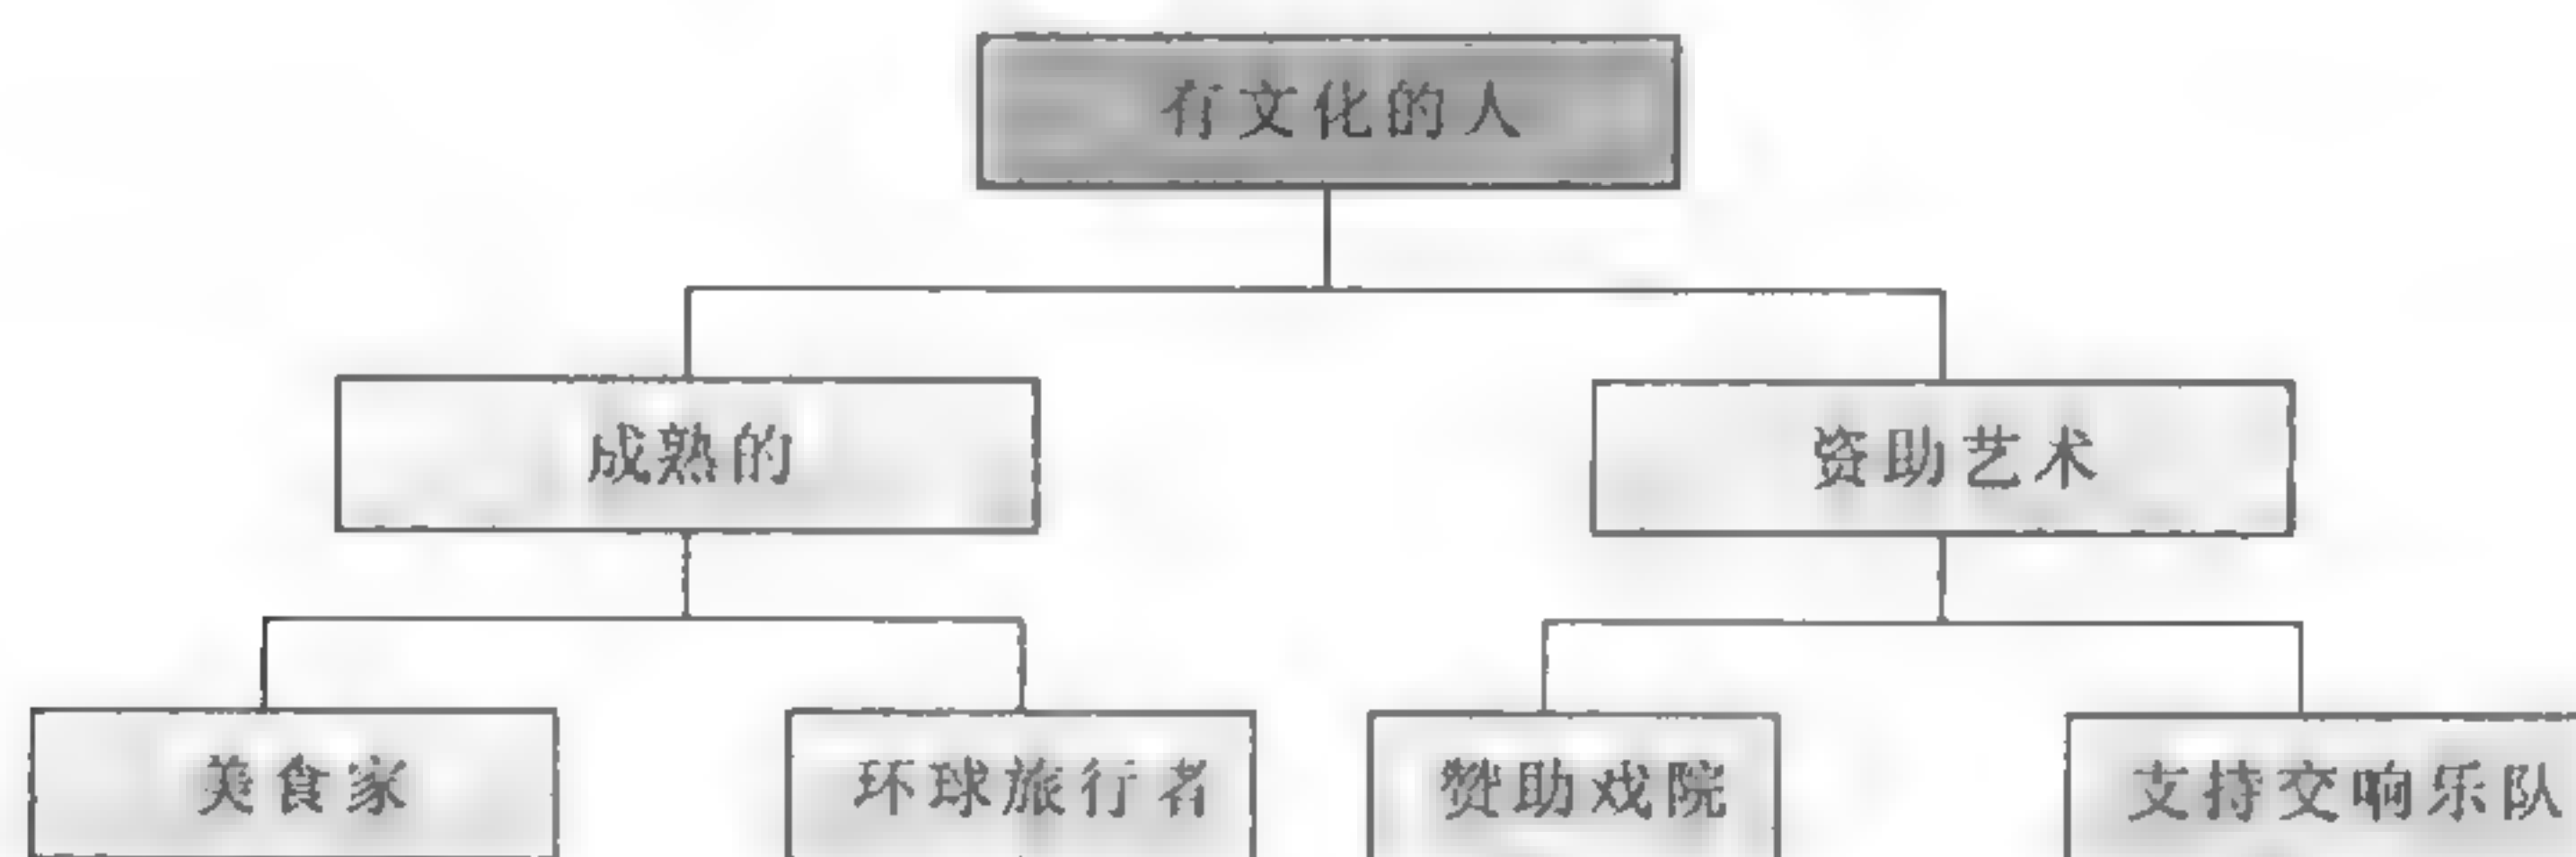 有文化的人
成熟的
资助艺术
美食家
环球旅行者
赞助戏院
支持交响乐队